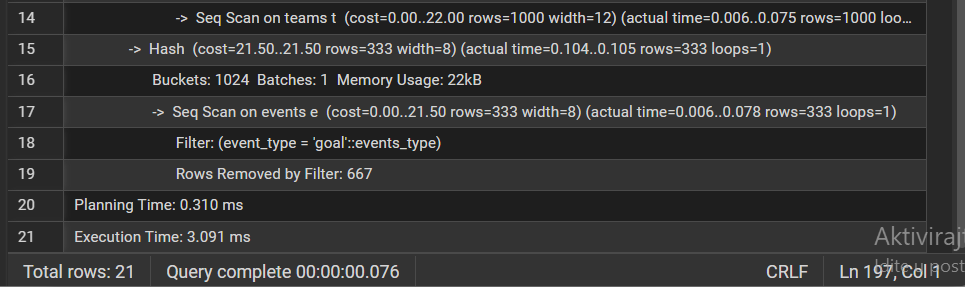 14 -> Seq Scan on teams t (cost=0.00..22.00 rows=1000 width=12) (actual time=0.006..0.075 rows=1000 loo...
15 -> Hash (cost=21.50..21.50 rows=333 width=8) (actual time=0.104..0.105 rows=333 loops=1)
16 Buckets: 1024 Batches: 1 Memory Usage: 22kB
17 -> Seq Scan on events e (cost=0.00..21.50 rows=333 width=8) (actual time=0.006..0.078 rows=333 loops=1)
18 Filter: (event_type = 'goal'::events_type)
19 Rows Removed by Filter: 667
20 Planning Time: 0.310 ms
21 Execution Time: 3.091 ms
Aktiviraj
Total rows: 21 Query complete 00:00:00.076 CRLF Ln 197, Col 1
Idite u post